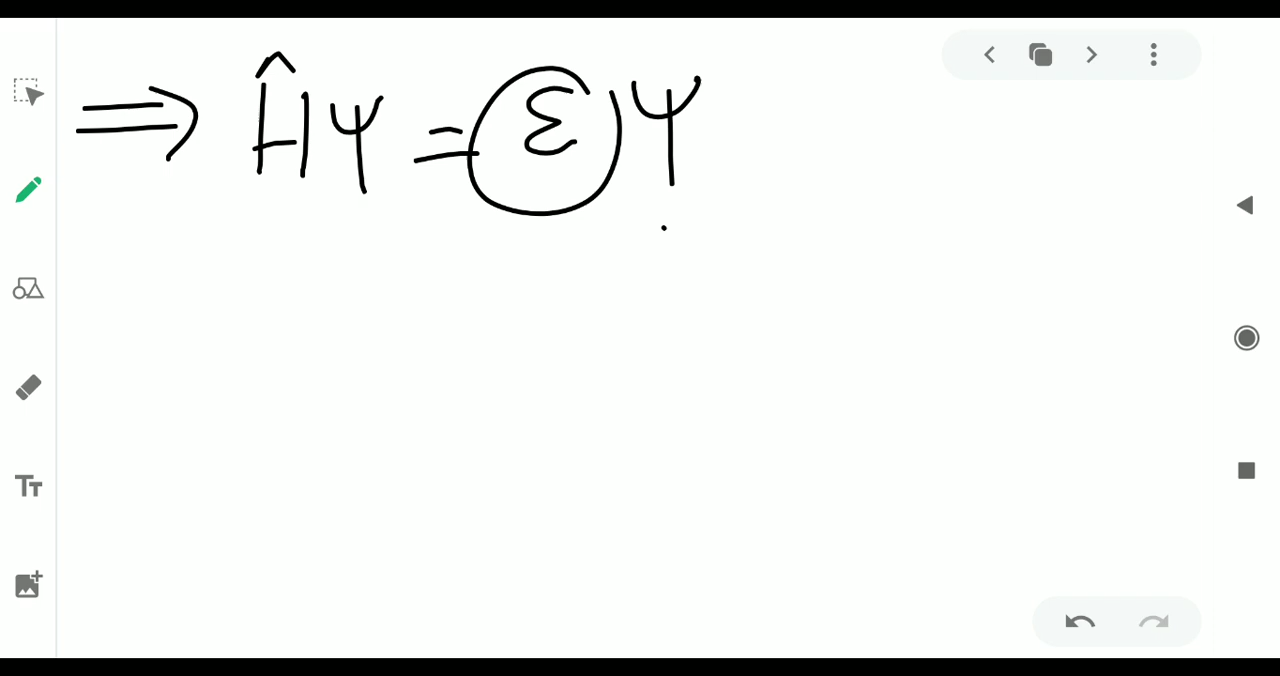 ⇒ Ĥψ = εψ